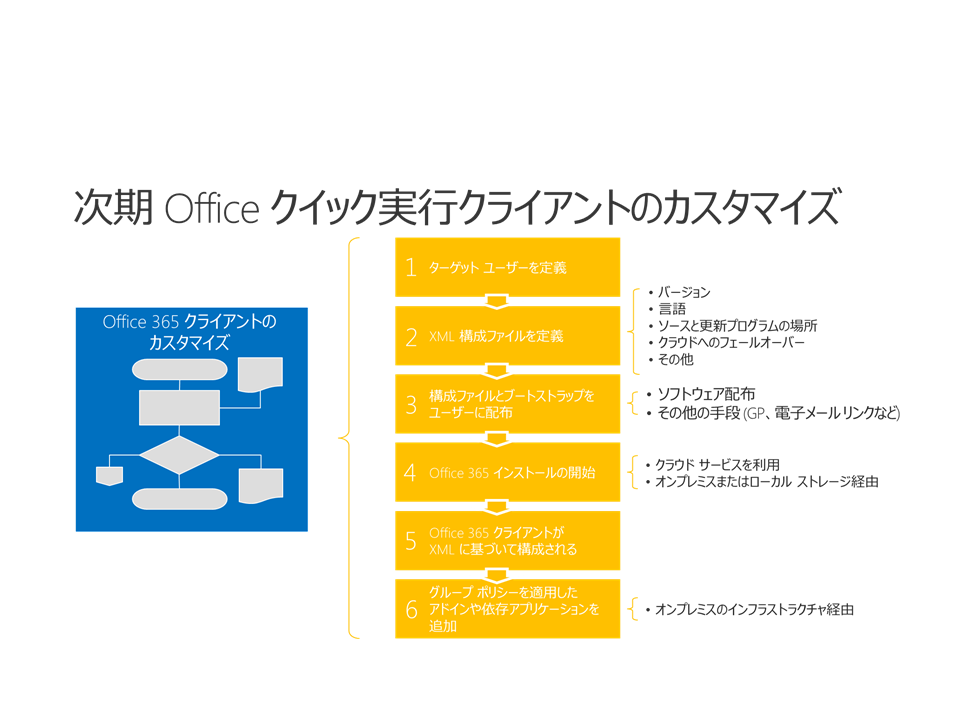 次期 Office クイック実行クライアントのカスタマイズ
Office 365 クライアントの
カスタマイズ
1 ターゲット ユーザーを定義
2 XML 構成ファイルを定義
• バージョン
• 言語
• ソースと更新プログラムの場所
• クラウドへのフェールオーバー
• その他
3 構成ファイルとブートストラップを
ユーザーに配布
• ソフトウェア配布
• その他の手段 (GP、電子メール リンクなど)
4 Office 365 インストールの開始
• クラウド サービスを利用
• オンプレミスまたはローカル ストレージ経由
5 Office 365 クライアントが
XML に基づいて構成される
6 グループ ポリシーを適用した
アドインや依存アプリケーションを
追加
• オンプレミスのインフラストラクチャ経由